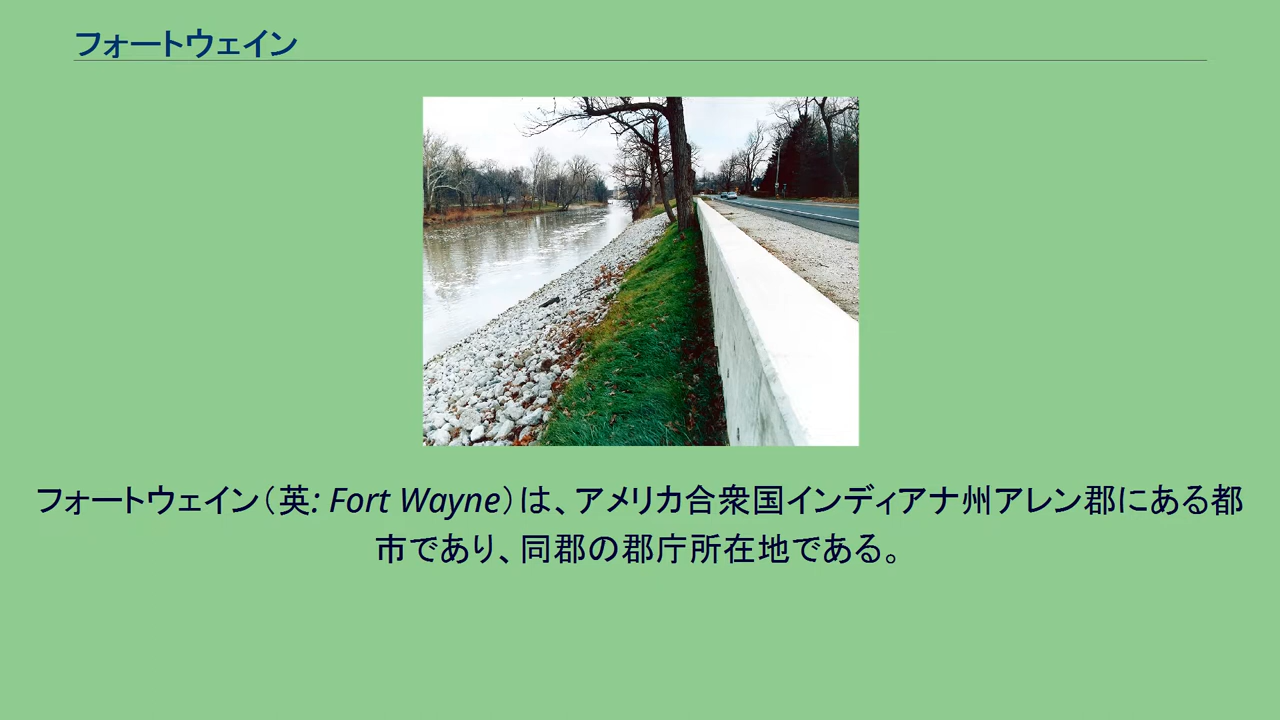 フォートウェイン
フォートウェイン（英: Fort Wayne）は、アメリカ合衆国インディアナ州アレン郡にある都
市であり、同郡の郡庁所在地である。